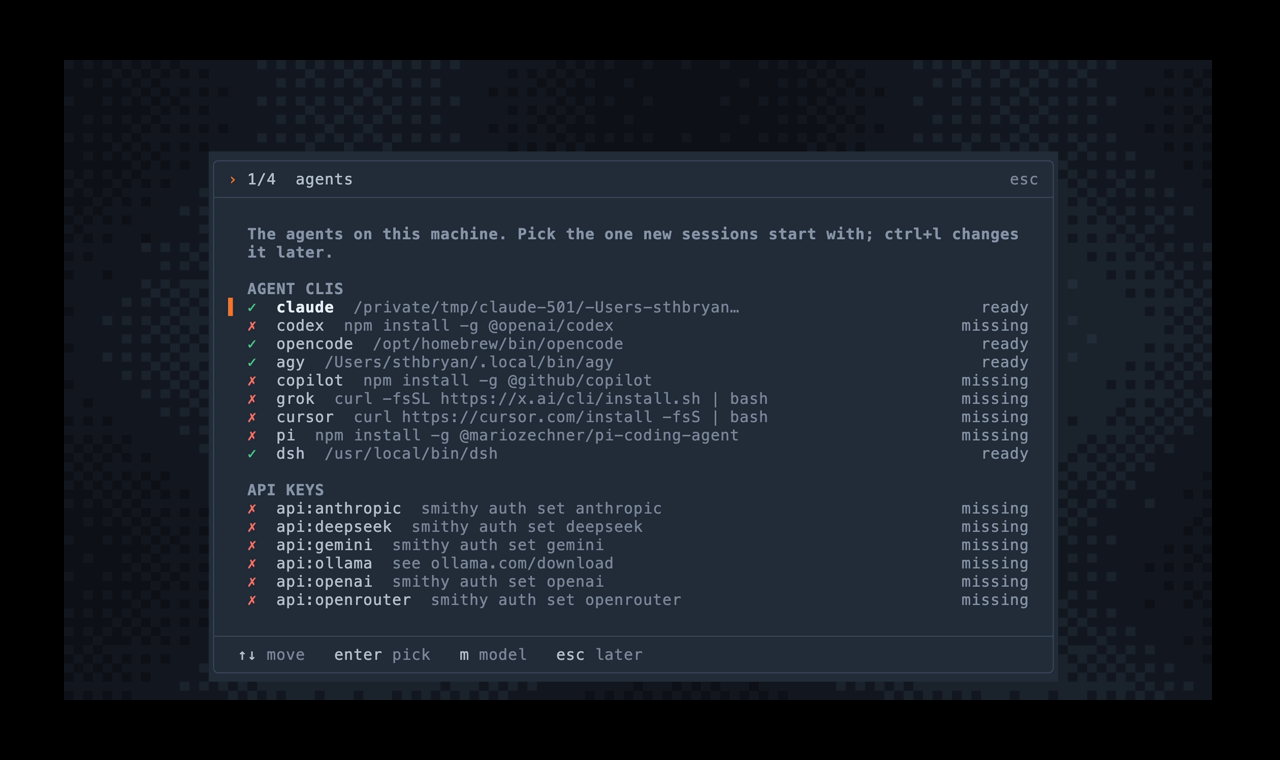 › 1/4 agents esc
The agents on this machine. Pick the one new sessions start with; ctrl+l changes
it later.
AGENT CLIS
✓ claude /private/tmp/claude-501/-Users-sthbryan… ready
✗ codex npm install -g @openai/codex missing
✓ opencode /opt/homebrew/bin/opencode ready
✓ agy /Users/sthbryan/.local/bin/agy ready
✗ copilot npm install -g @github/copilot missing
✗ grok curl -fsSL https://x.ai/cli/install.sh | bash missing
✗ cursor curl https://cursor.com/install -fsS | bash missing
✗ pi npm install -g @mariozechner/pi-coding-agent missing
✓ dsh /usr/local/bin/dsh ready
API KEYS
✗ api:anthropic smithy auth set anthropic missing
✗ api:deepseek smithy auth set deepseek missing
✗ api:gemini smithy auth set gemini missing
✗ api:ollama see ollama.com/download missing
✗ api:openai smithy auth set openai missing
✗ api:openrouter smithy auth set openrouter missing
↑↓ move enter pick m model esc later